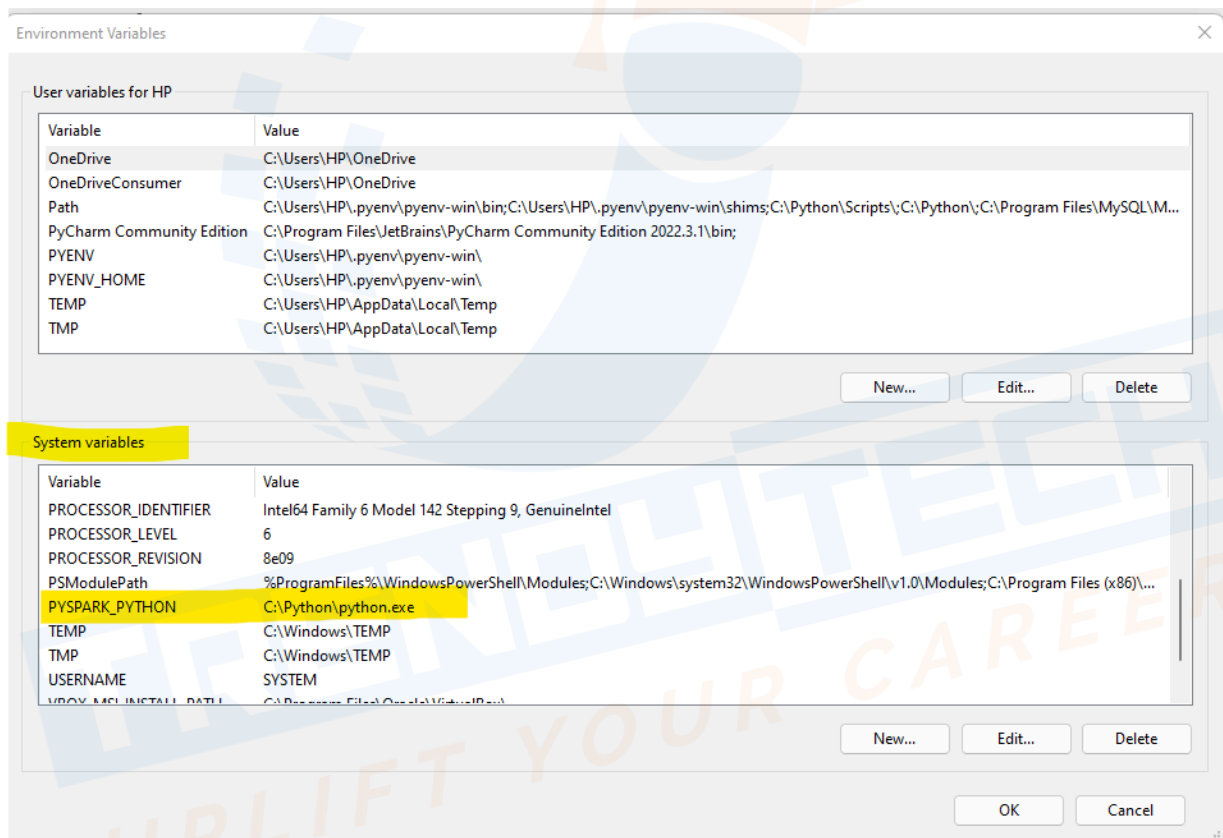 Environment Variables
User variables for HP
Variable Value
OneDrive C:\Users\HP\OneDrive
OneDriveConsumer C:\Users\HP\OneDrive
Path C:\Users\HP\.pyenv\pyenv-win\bin;C:\Users\HP\.pyenv\pyenv-win\shims;C:\Python\Scripts\;C:\Python\;C:\Program Files\MySQL\M...
PyCharm Community Edition C:\Program Files\JetBrains\PyCharm Community Edition 2022.3.1\bin;
PYENV C:\Users\HP\.pyenv\pyenv-win\
PYENV_HOME C:\Users\HP\.pyenv\pyenv-win\
TEMP C:\Users\HP\AppData\Local\Temp
TMP C:\Users\HP\AppData\Local\Temp
New... Edit... Delete
System variables
Variable Value
PROCESSOR_IDENTIFIER Intel64 Family 6 Model 142 Stepping 9, GenuineIntel
PROCESSOR_LEVEL 6
PROCESSOR_REVISION 8e09
PSModulePath %ProgramFiles%\WindowsPowerShell\Modules;C:\Windows\system32\WindowsPowerShell\v1.0\Modules;C:\Program Files (x86)\...
PYSPARK_PYTHON C:\Python\python.exe
TEMP C:\Windows\TEMP
TMP C:\Windows\TEMP
USERNAME SYSTEM
VBOX_MSI_INSTALL_PATH C:\Program Files\Oracle\VirtualBox\
New... Edit... Delete
OK Cancel
TRENDYTECH
UPLIFT YOUR CAREER